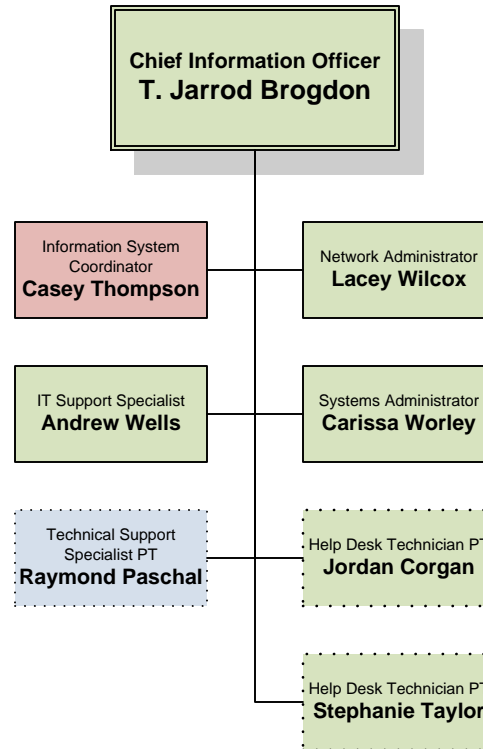 Chief Information Officer
T. Jarrod Brogdon
Information System
Coordinator
Casey Thompson
Network Administrator
Lacey Wilcox
IT Support Specialist
Andrew Wells
Systems Administrator
Carissa Worley
Technical Support
Specialist PT
Raymond Paschal
Help Desk Technician PT
Jordan Corgan
Help Desk Technician PT
Stephanie Taylor